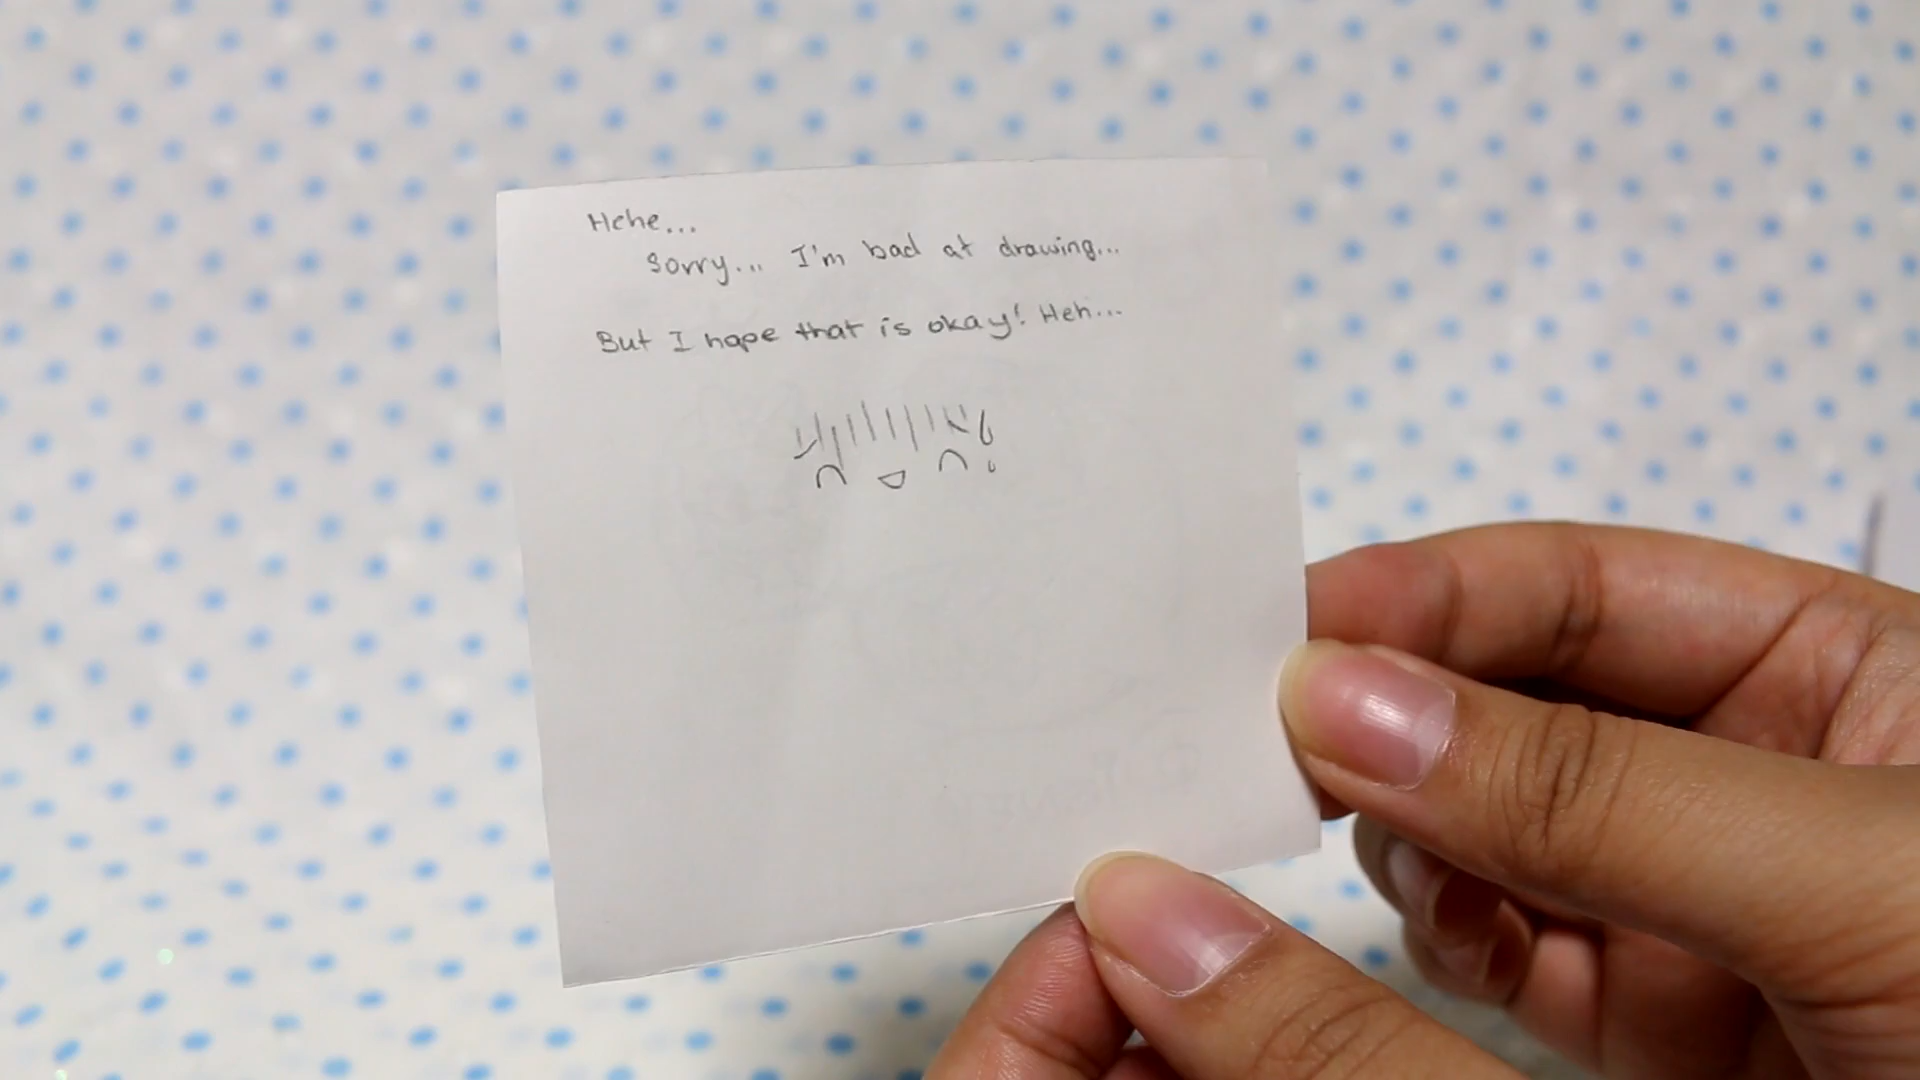 Hehe...
Sorry... I'm bad at drawing...
But I hope that is okay! Heh...